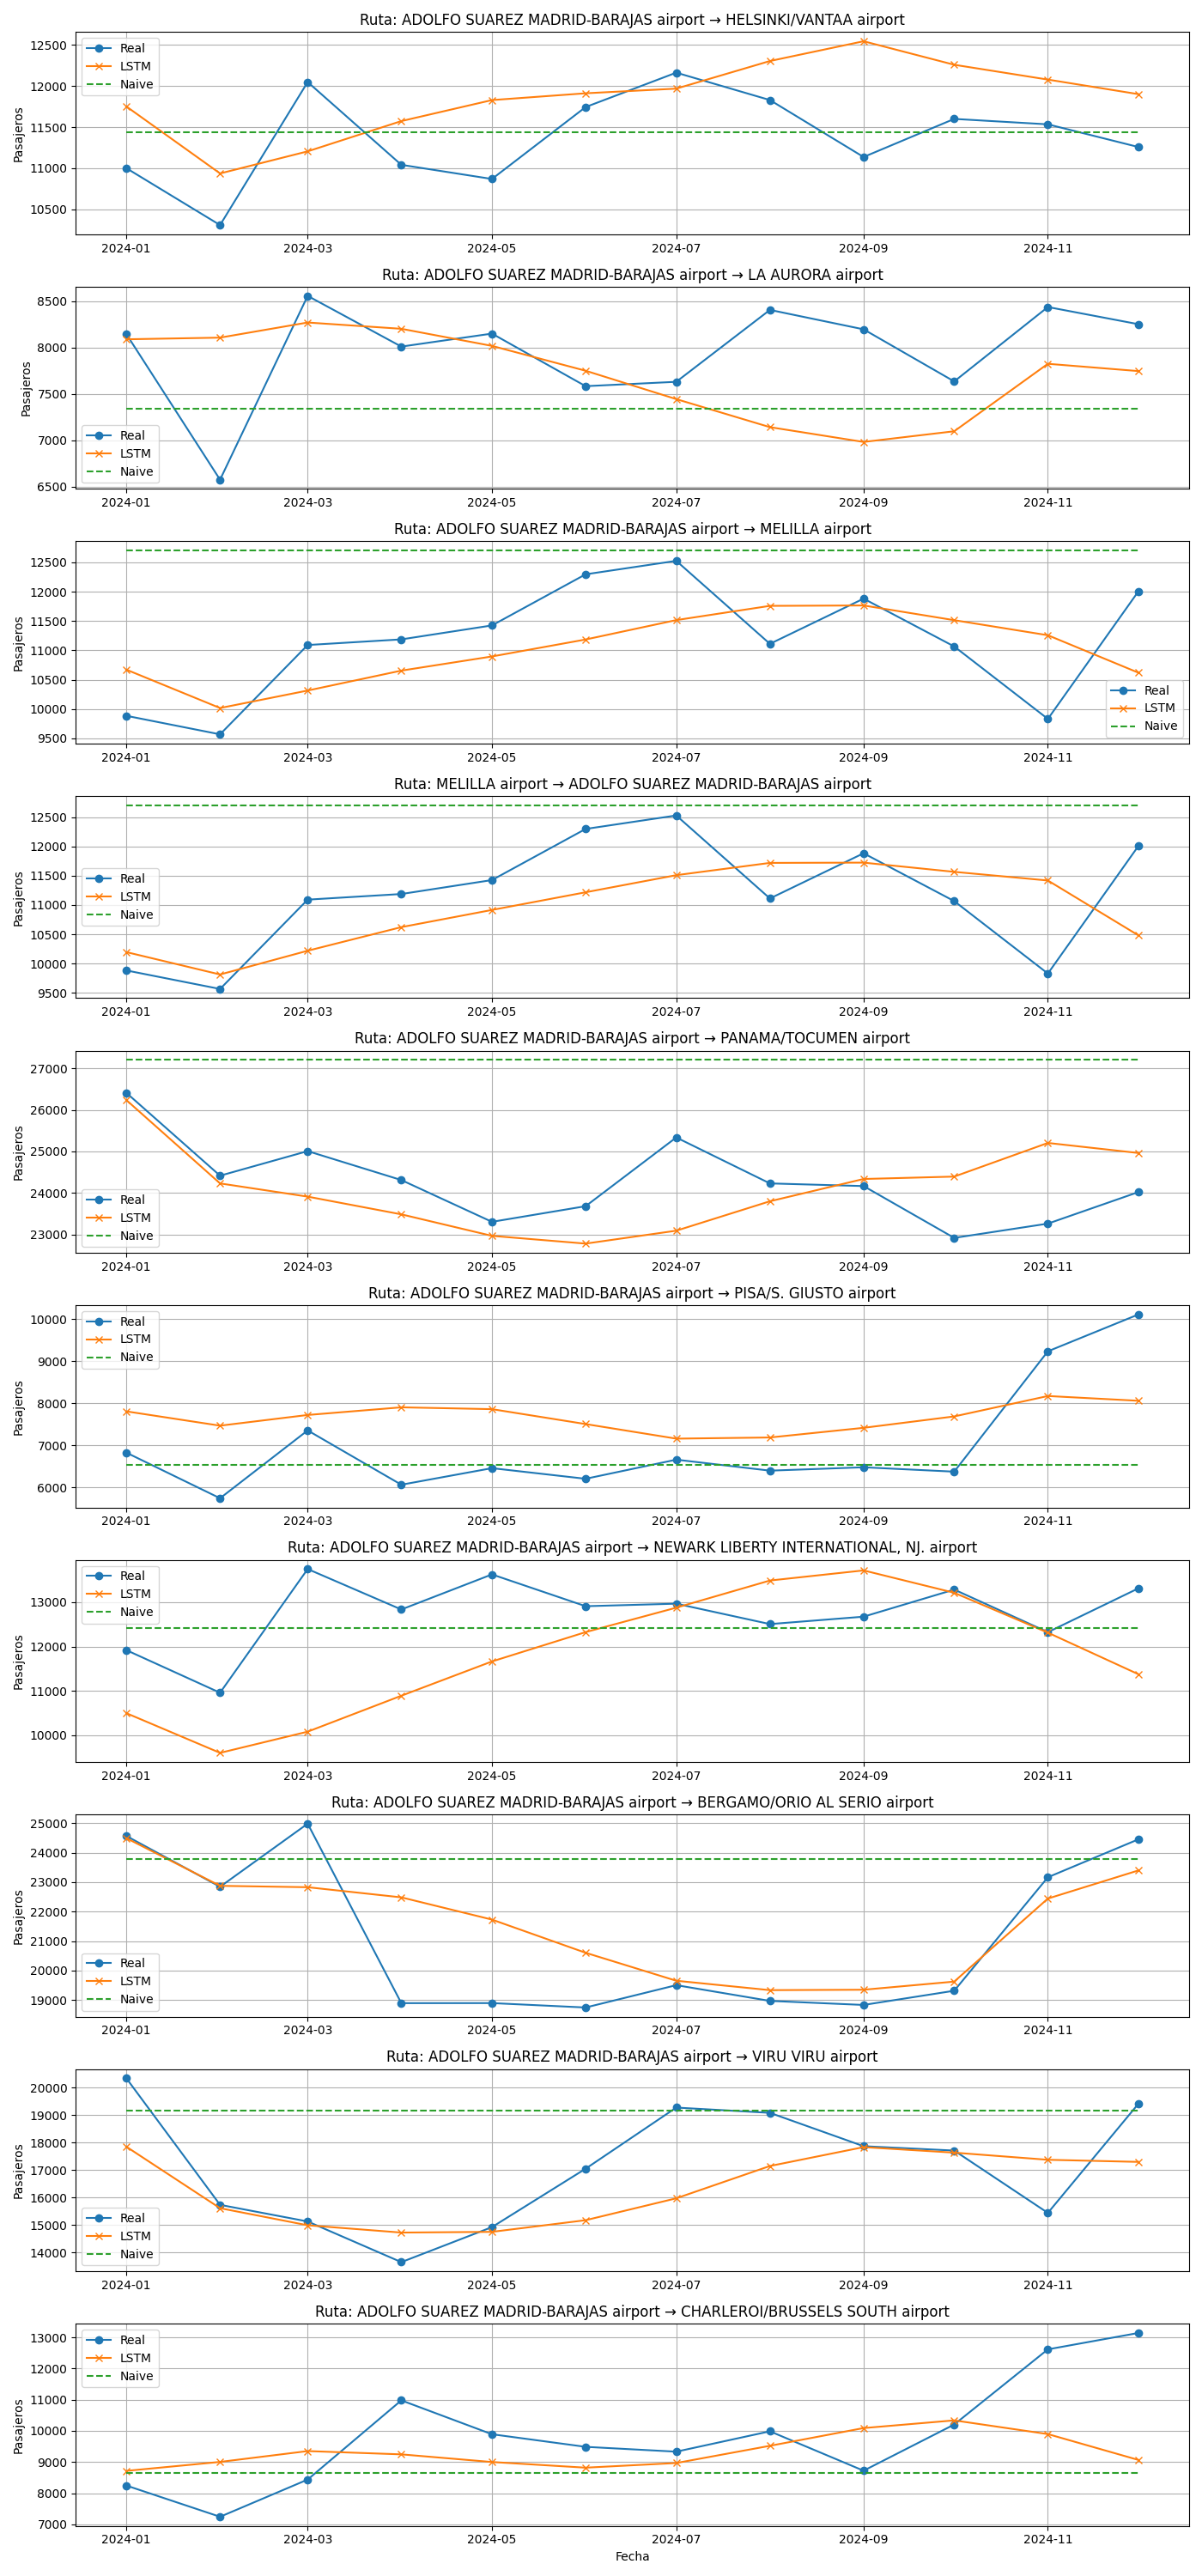 Ruta: ADOLFO SUAREZ MADRID-BARAJAS airport → HELSINKI/VANTAA airport
Pasajeros
12500
12000
11500
11000
10500
Real
LSTM
Naive
2024-01 2024-03 2024-05 2024-07 2024-09 2024-11
Ruta: ADOLFO SUAREZ MADRID-BARAJAS airport → LA AURORA airport
Pasajeros
8500
8000
7500
7000
6500
Real
LSTM
Naive
2024-01 2024-03 2024-05 2024-07 2024-09 2024-11
Ruta: ADOLFO SUAREZ MADRID-BARAJAS airport → MELILLA airport
Pasajeros
12500
12000
11500
11000
10500
10000
9500
Real
LSTM
Naive
2024-01 2024-03 2024-05 2024-07 2024-09 2024-11
Ruta: MELILLA airport → ADOLFO SUAREZ MADRID-BARAJAS airport
Pasajeros
12500
12000
11500
11000
10500
10000
9500
Real
LSTM
Naive
2024-01 2024-03 2024-05 2024-07 2024-09 2024-11
Ruta: ADOLFO SUAREZ MADRID-BARAJAS airport → PANAMA/TOCUMEN airport
Pasajeros
27000
26000
25000
24000
23000
Real
LSTM
Naive
2024-01 2024-03 2024-05 2024-07 2024-09 2024-11
Ruta: ADOLFO SUAREZ MADRID-BARAJAS airport → PISA/S. GIUSTO airport
Pasajeros
10000
9000
8000
7000
6000
Real
LSTM
Naive
2024-01 2024-03 2024-05 2024-07 2024-09 2024-11
Ruta: ADOLFO SUAREZ MADRID-BARAJAS airport → NEWARK LIBERTY INTERNATIONAL, NJ. airport
Pasajeros
13000
12000
11000
10000
Real
LSTM
Naive
2024-01 2024-03 2024-05 2024-07 2024-09 2024-11
Ruta: ADOLFO SUAREZ MADRID-BARAJAS airport → BERGAMO/ORIO AL SERIO airport
Pasajeros
25000
24000
23000
22000
21000
20000
19000
Real
LSTM
Naive
2024-01 2024-03 2024-05 2024-07 2024-09 2024-11
Ruta: ADOLFO SUAREZ MADRID-BARAJAS airport → VIRU VIRU airport
Pasajeros
20000
19000
18000
17000
16000
15000
14000
Real
LSTM
Naive
2024-01 2024-03 2024-05 2024-07 2024-09 2024-11
Ruta: ADOLFO SUAREZ MADRID-BARAJAS airport → CHARLEROI/BRUSSELS SOUTH airport
Pasajeros
13000
12000
11000
10000
9000
8000
7000
Real
LSTM
Naive
2024-01 2024-03 2024-05 2024-07 2024-09 2024-11
Fecha